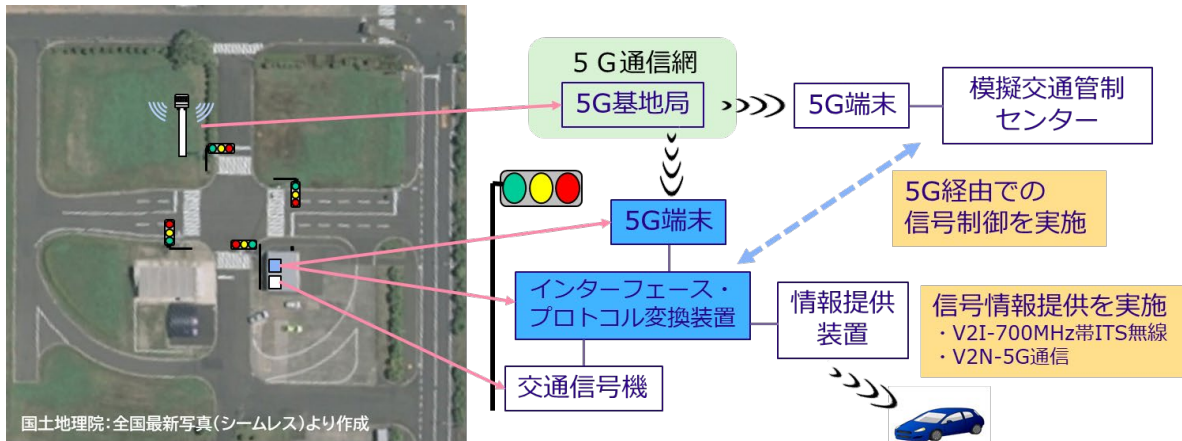 5G通信網
5G基地局
5G端末
模擬交通管制
センター
5G経由での
信号制御を実施
5G端末
インターフェース・
プロトコル変換装置
情報提供
装置
信号情報提供を実施
・V2I-700MHz帯ITS無線
・V2N-5G通信
交通信号機
国土地理院:全国最新写真(シームレス)より作成